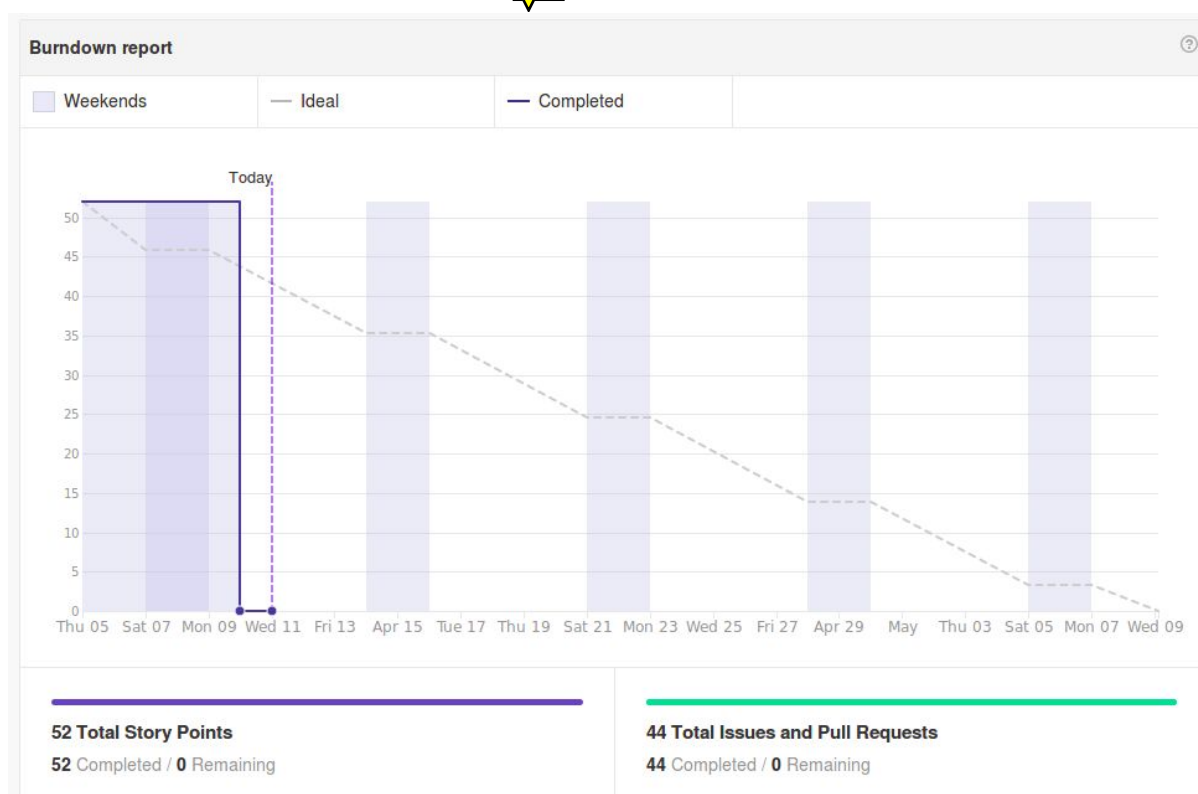 Burndown report
Weekends
Ideal
Completed
Today
50
45
40
35
30
25
20
15
10
5
0
Thu 05 Sat 07 Mon 09 Wed 11 Fri 13 Apr 15 Tue 17 Thu 19 Sat 21 Mon 23 Wed 25 Fri 27 Apr 29 May Thu 03 Sat 05 Mon 07 Wed 09
52 Total Story Points
52 Completed / 0 Remaining
44 Total Issues and Pull Requests
44 Completed / 0 Remaining